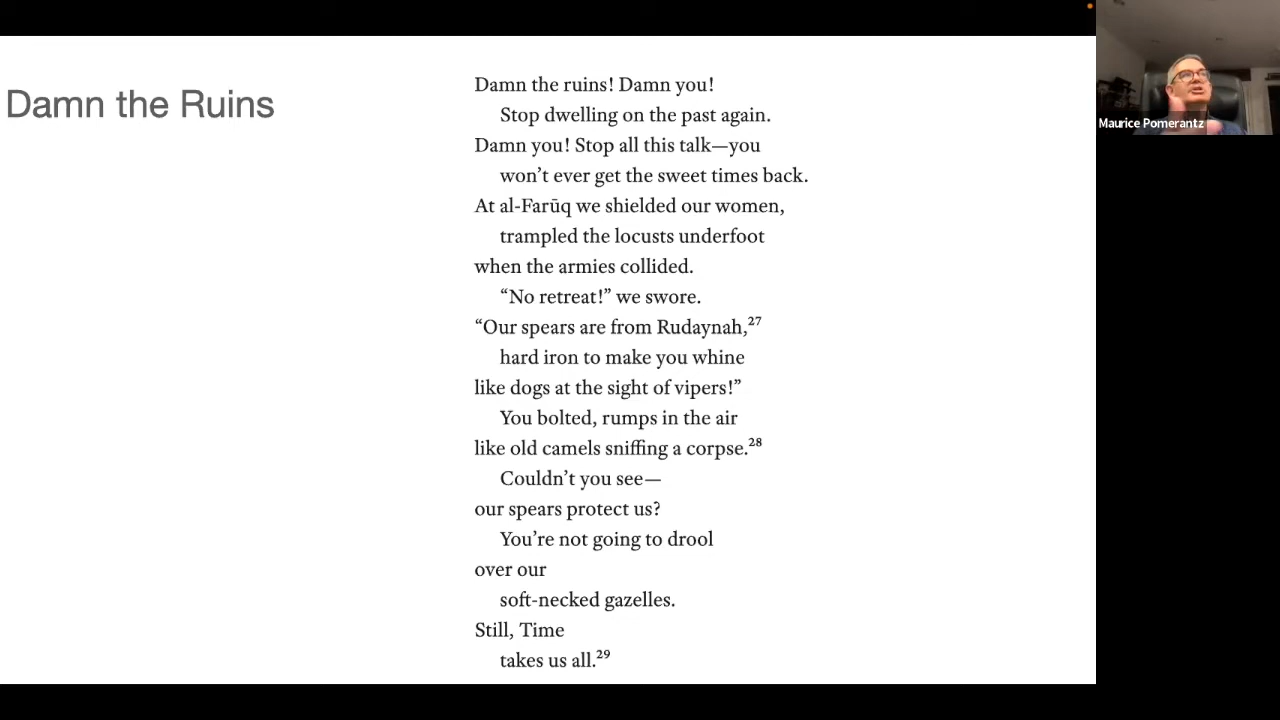 Damn the Ruins
Damn the ruins! Damn you!
Stop dwelling on the past again.
Damn you! Stop all this talk—you
won’t ever get the sweet times back.
At al-Farūq we shielded our women,
trampled the locusts underfoot
when the armies collided.
“No retreat!” we swore.
“Our spears are from Rudaynah,²⁷
hard iron to make you whine
like dogs at the sight of vipers!”
You bolted, rumps in the air
like old camels sniffing a corpse.²⁸
Couldn’t you see—
our spears protect us?
You’re not going to drool
over our
soft-necked gazelles.
Still, Time
takes us all.²⁹
Maurice Pomerantz